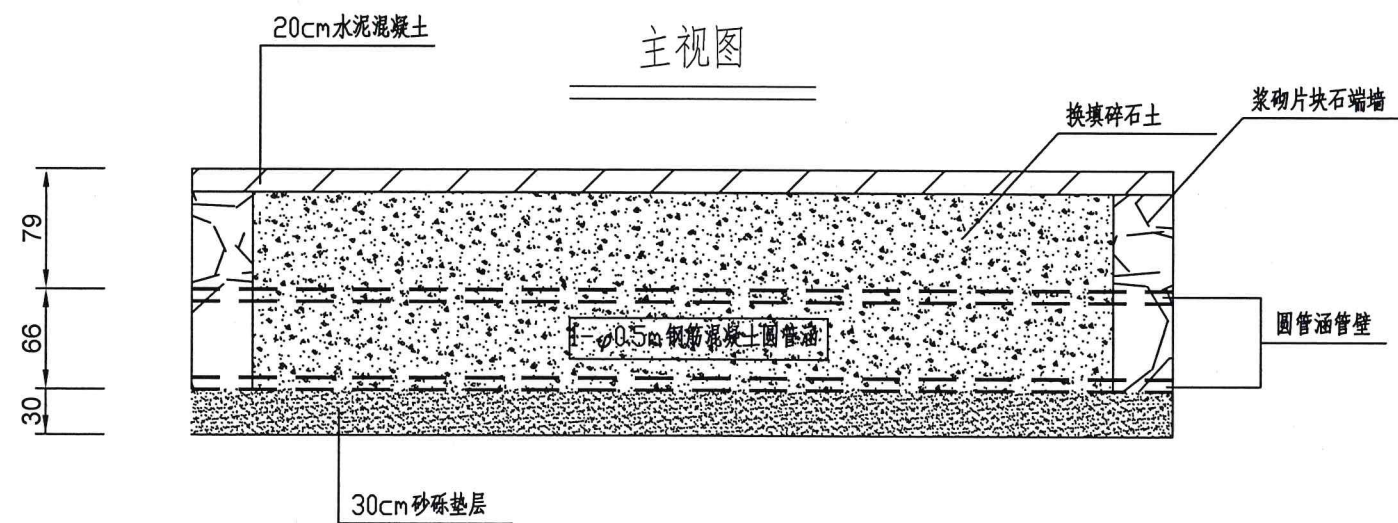 20cm水泥混凝土
主视图
浆砌片块石端墙
换填碎石土
79
66
1-φ0.5m钢筋混凝土圆管涵
圆管涵管壁
30
30cm砂砾垫层